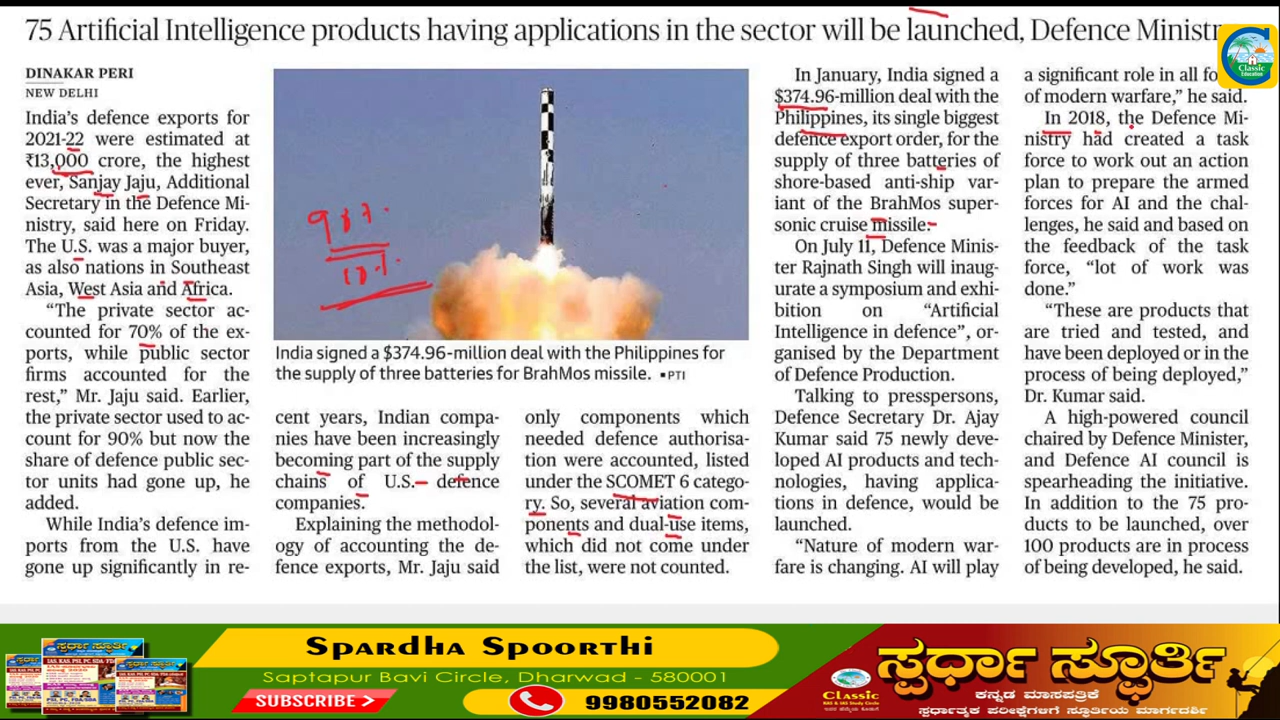 75 Artificial Intelligence products having applications in the sector will be launched, Defence Ministr
DINAKAR PERI
NEW DELHI
India's defence exports for
2021-22 were estimated at
₹13,000 crore, the highest
ever, Sanjay Jaju, Additional
Secretary in the Defence Mi-
nistry, said here on Friday.
The U.S. was a major buyer,
as also nations in Southeast
Asia, West Asia and Africa.
"The private sector ac-
counted for 70% of the ex-
ports, while public sector
firms accounted for the
rest," Mr. Jaju said. Earlier,
the private sector used to ac-
count for 90% but now the
share of defence public sec-
tor units had gone up, he
added.
While India's defence im-
ports from the U.S. have
gone up significantly in re-
India signed a $374.96-million deal with the Philippines for
the supply of three batteries for BrahMos missile. ▪PTI
cent years, Indian compa-
nies have been increasingly
becoming part of the supply
chains of U.S. defence
companies.
Explaining the methodol-
ogy of accounting the de-
fence exports, Mr. Jaju said
only components which
needed defence authorisa-
tion were accounted, listed
under the SCOMET 6 catego-
ry. So, several aviation com-
ponents and dual-use items,
which did not come under
the list, were not counted.
In January, India signed a
$374.96-million deal with the
Philippines, its single biggest
defence export order, for the
supply of three batteries of
shore-based anti-ship var-
iant of the BrahMos super-
sonic cruise missile.
On July 11, Defence Minis-
ter Rajnath Singh will inaug-
urate a symposium and exhi-
bition on "Artificial
Intelligence in defence", or-
ganised by the Department
of Defence Production.
Talking to presspersons,
Defence Secretary Dr. Ajay
Kumar said 75 newly deve-
loped AI products and tech-
nologies, having applica-
tions in defence, would be
launched.
"Nature of modern war-
fare is changing. AI will play
a significant role in all fo
of modern warfare," he said.
In 2018, the Defence Mi-
nistry had created a task
force to work out an action
plan to prepare the armed
forces for AI and the chal-
lenges, he said and based on
the feedback of the task
force, "lot of work was
done."
"These are products that
are tried and tested, and
have been deployed or in the
process of being deployed,"
Dr. Kumar said.
A high-powered council
chaired by Defence Minister,
and Defence AI council is
spearheading the initiative.
In addition to the 75 pro-
ducts to be launched, over
100 products are in process
of being developed, he said.
Classic
Education
SPARDHA SPOORTHI
Saptapur Bavi Circle, Dharwad - 580001
SUBSCRIBE
9980552082
ಸ್ಪರ್ಧಾ ಸ್ಫೂರ್ತಿ
ಕನ್ನಡ ಮಾಸಪತ್ರಿಕೆ
ಸ್ಪರ್ಧಾತ್ಮಕ ಪರೀಕ್ಷೆಗಳಿಗೆ ಸ್ಫೂರ್ತಿಯ ಮಾರ್ಗದರ್ಶಿ
Classic
KAS & IAS Study Circle